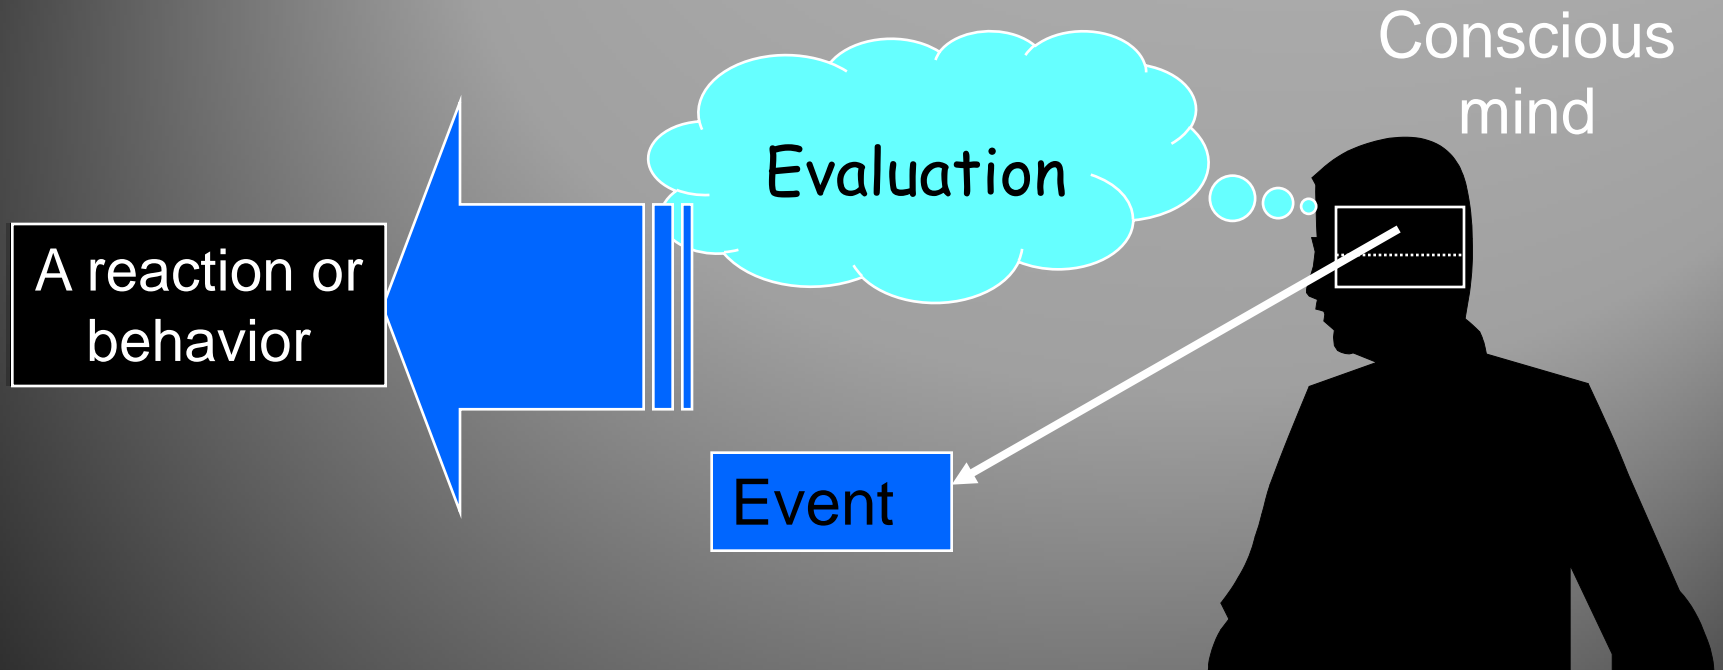 Conscious
mind
Evaluation
A reaction or
behavior
Event